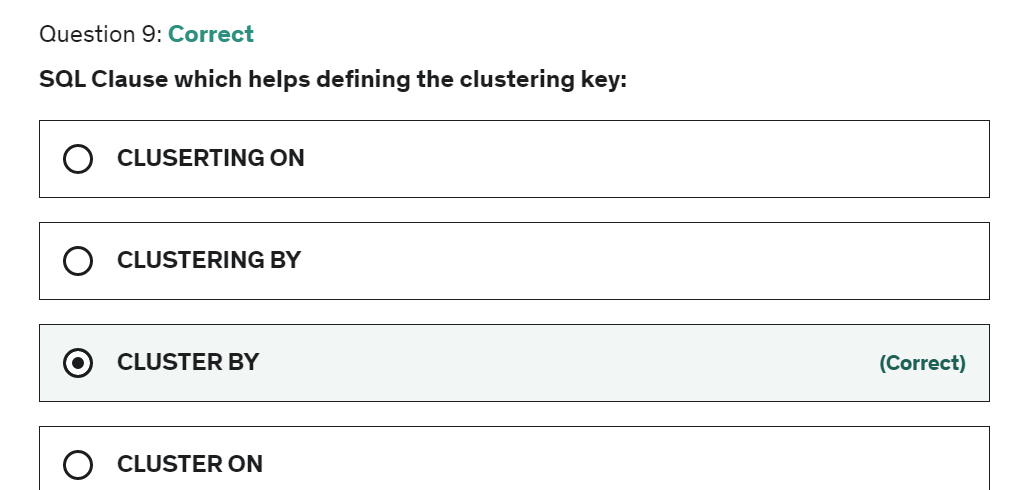 Question 9: Correct
SQL Clause which helps defining the clustering key:
CLUSERTING ON
CLUSTERING BY
CLUSTER BY (Correct)
CLUSTER ON